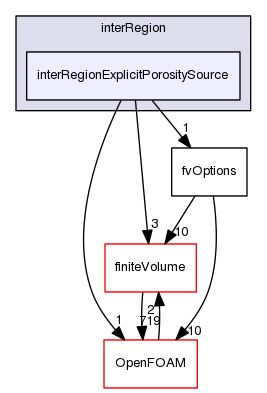 interRegion
interRegionExplicitPorositySource
1
fvOptions
3
10
finiteVolume
2
719
1
10
OpenFOAM